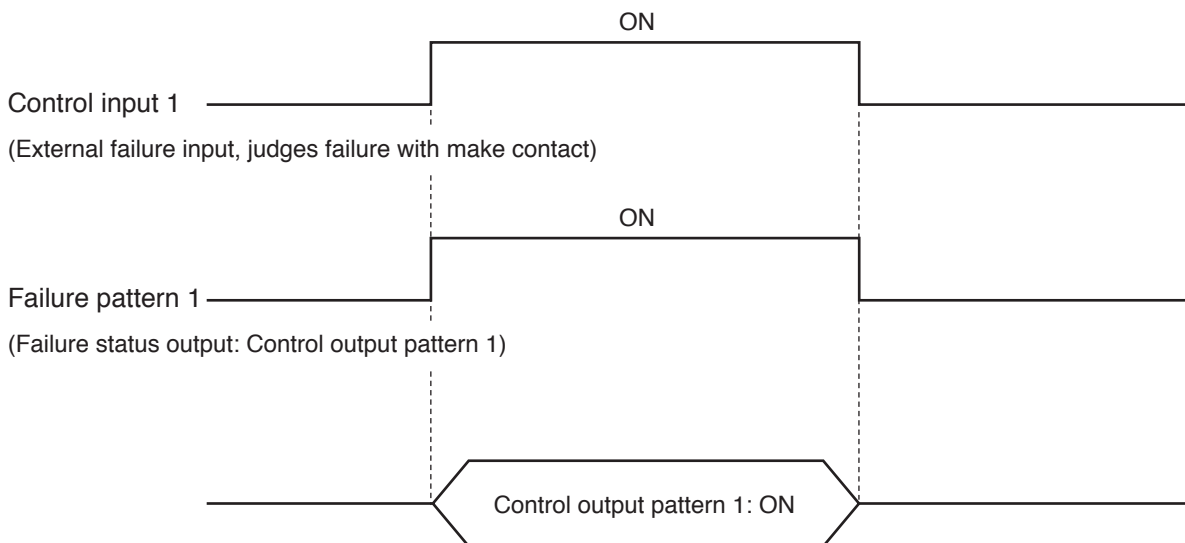 ON
Control input 1
(External failure input, judges failure with make contact)
ON
Failure pattern 1
(Failure status output: Control output pattern 1)
Control output pattern 1: ON